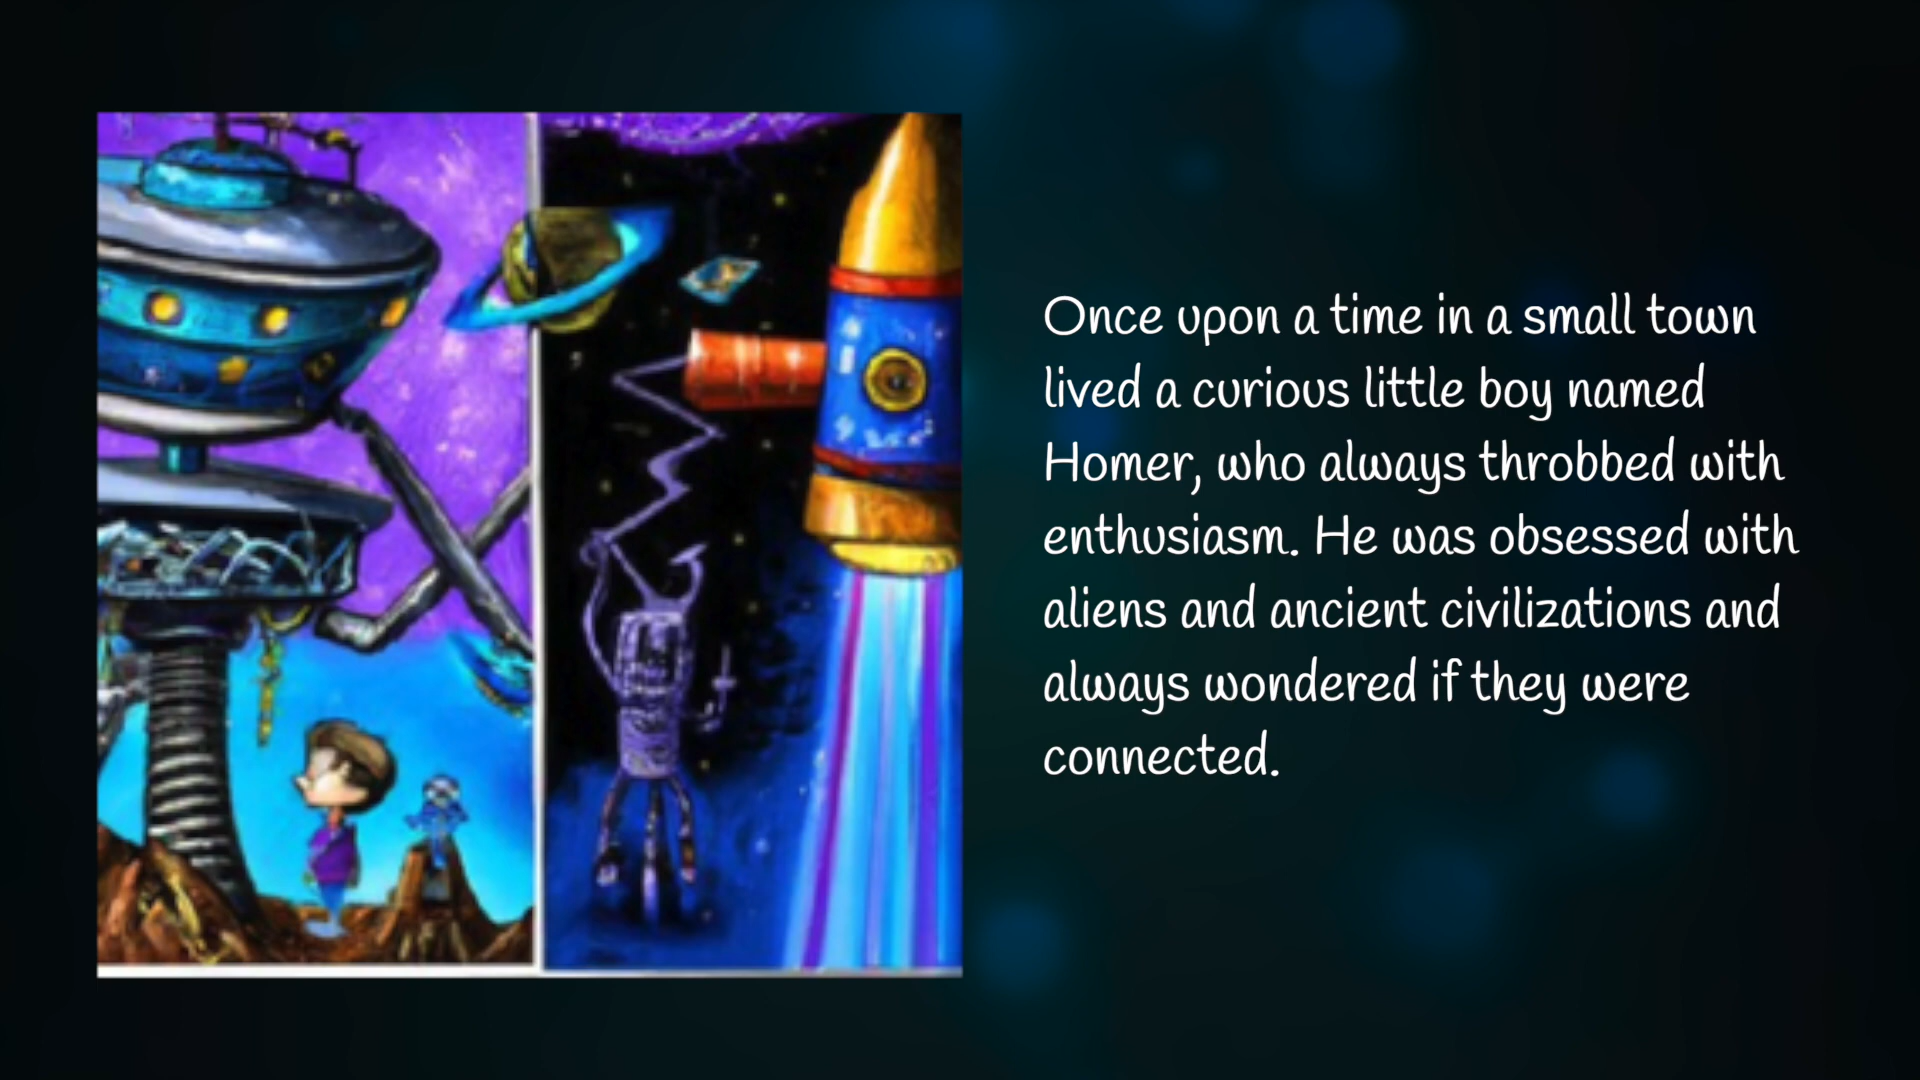 Once upon a time in a small town
lived a curious little boy named
Homer, who always throbbed with
enthusiasm. He was obsessed with
aliens and ancient civilizations and
always wondered if they were
connected.